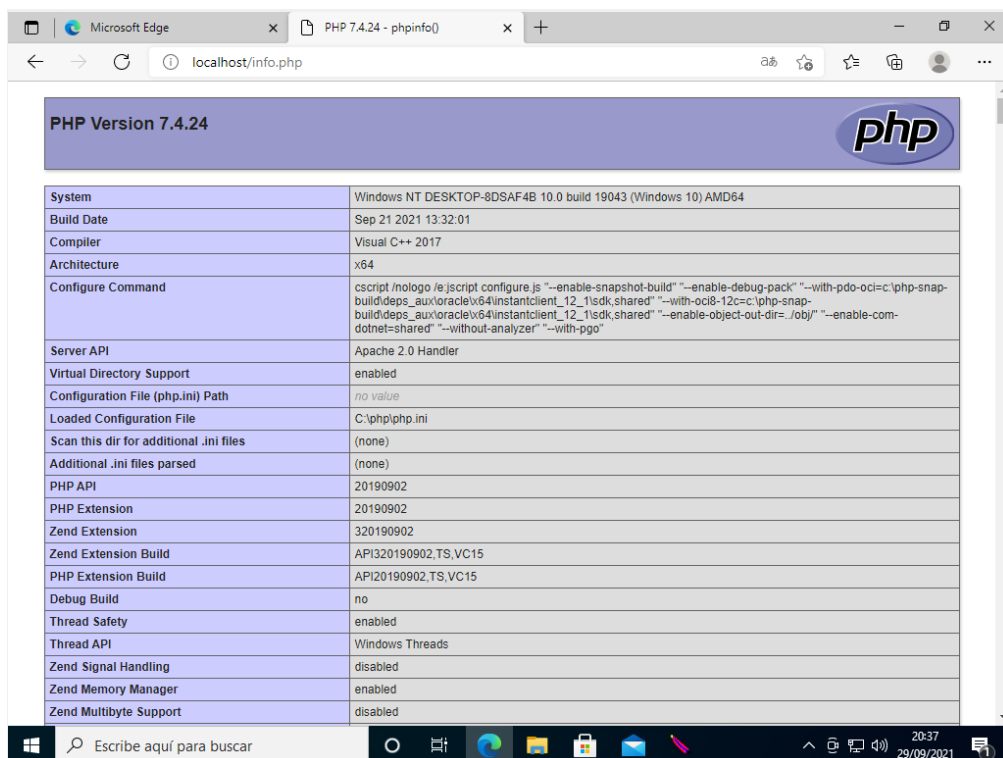 Microsoft Edge
PHP 7.4.24 - phpinfo()
localhost/info.php
aあ
PHP Version 7.4.24
php
System Windows NT DESKTOP-8DSAF4B 10.0 build 19043 (Windows 10) AMD64
Build Date Sep 21 2021 13:32:01
Compiler Visual C++ 2017
Architecture x64
Configure Command cscript /nologo /e:jscript configure.js "--enable-snapshot-build" "--enable-debug-pack" "--with-pdo-oci=c:\php-snap-
build\deps_aux\oracle\x64\instantclient_12_1\sdk,shared" "--with-oci8-12c=c:\php-snap-
build\deps_aux\oracle\x64\instantclient_12_1\sdk,shared" "--enable-object-out-dir=../obj/" "--enable-com-
dotnet=shared" "--without-analyzer" "--with-pgo"
Server API Apache 2.0 Handler
Virtual Directory Support enabled
Configuration File (php.ini) Path no value
Loaded Configuration File C:\php\php.ini
Scan this dir for additional .ini files (none)
Additional .ini files parsed (none)
PHP API 20190902
PHP Extension 20190902
Zend Extension 320190902
Zend Extension Build API320190902,TS,VC15
PHP Extension Build API20190902,TS,VC15
Debug Build no
Thread Safety enabled
Thread API Windows Threads
Zend Signal Handling disabled
Zend Memory Manager enabled
Zend Multibyte Support disabled
Escribe aquí para buscar
20:37
29/09/2021
1